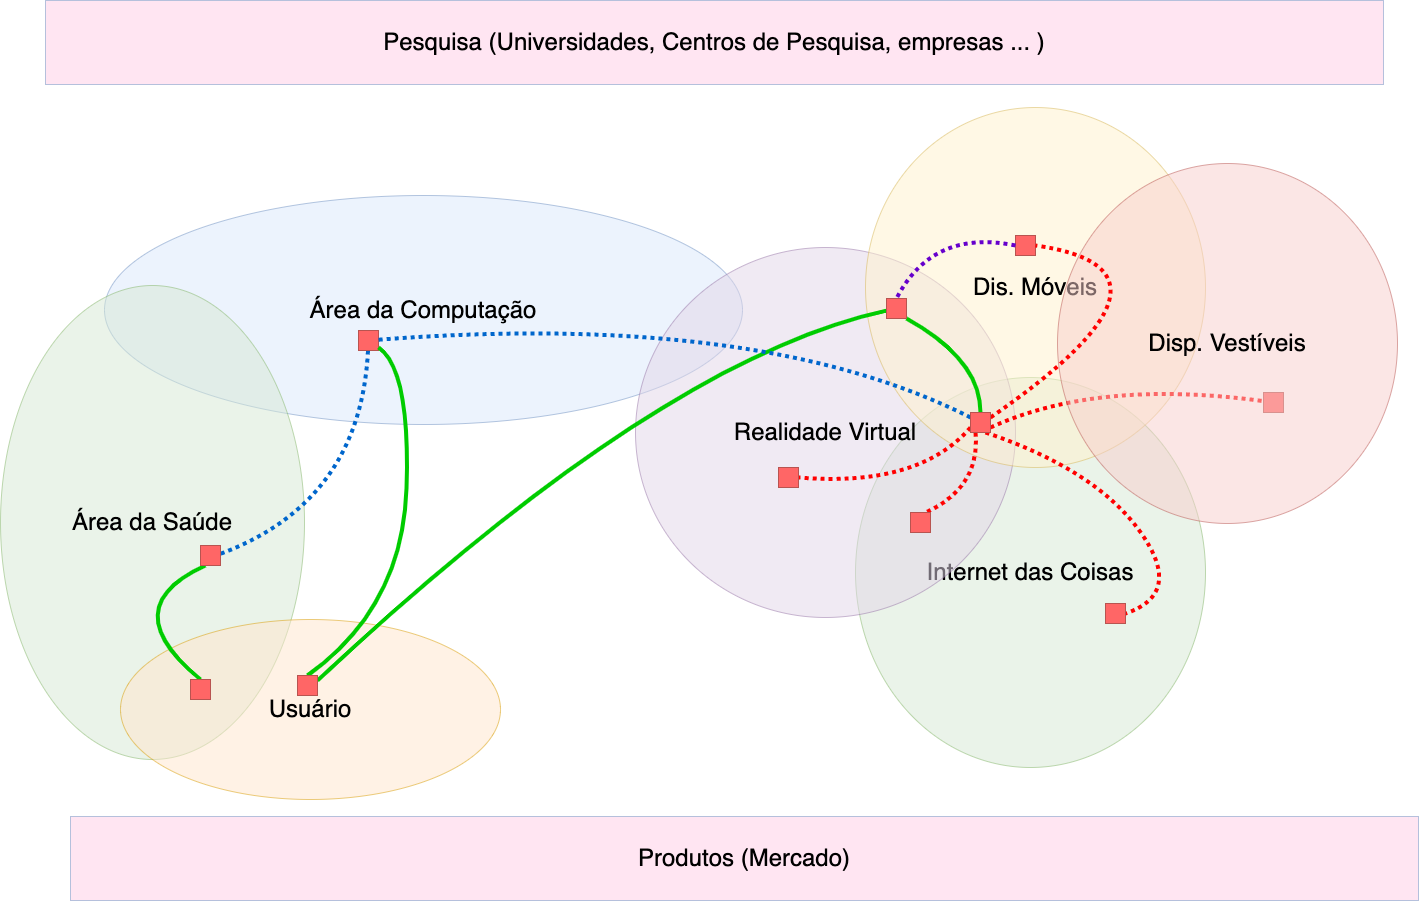 Pesquisa (Universidades, Centros de Pesquisa, empresas ... )
Dis. Móveis
Área da Computação
Disp. Vestíveis
Realidade Virtual
Área da Saúde
Internet das Coisas
Usuário
Produtos (Mercado)